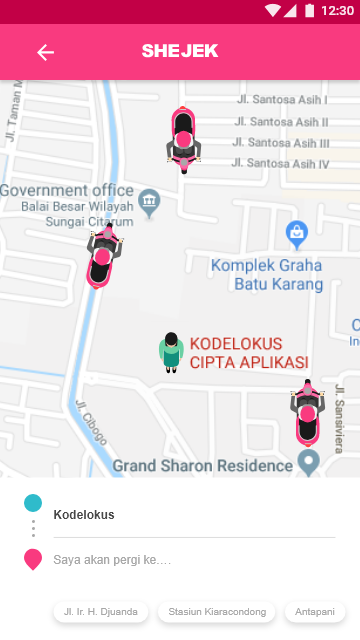 12:30
SHEJEK
Jl. Taman M
Jl. Santosa Asih I
Jl. Santosa Asih II
Jl. Santosa Asih III
Jl. Santosa Asih IV
Government office
Balai Besar Wilayah
Sungai Citarum
Komplek Graha
Batu Karang
KODELOKUS
CIPTA APLIKASI
C
In
Jl. Cibogo
Jl. Sansiviera
Grand Sharon Residence
Kodelokus
Saya akan pergi ke....
Jl. Ir. H. Djuanda
Stasiun Kiaracondong
Antapani